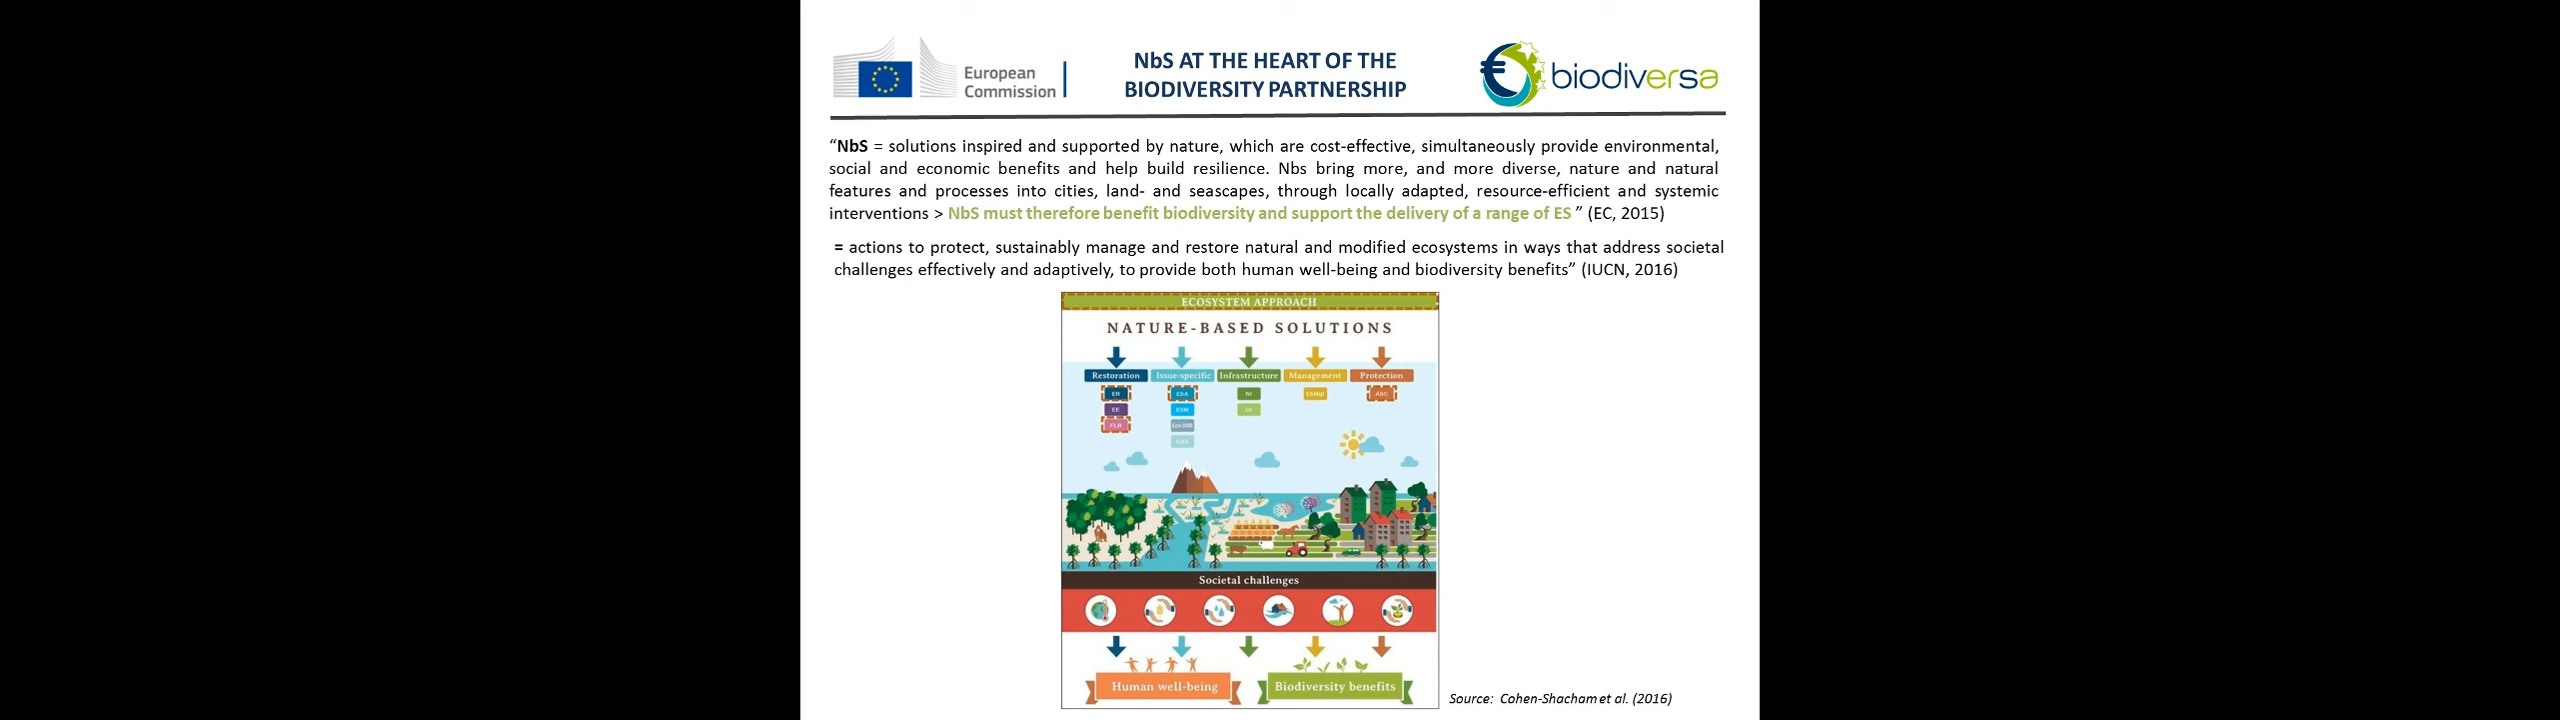 European
Commission
NbS AT THE HEART OF THE
BIODIVERSITY PARTNERSHIP
biodiversa
“NbS = solutions inspired and supported by nature, which are cost-effective, simultaneously provide environmental,
social and economic benefits and help build resilience. Nbs bring more, and more diverse, nature and natural
features and processes into cities, land- and seascapes, through locally adapted, resource-efficient and systemic
interventions > NbS must therefore benefit biodiversity and support the delivery of a range of ES ” (EC, 2015)
= actions to protect, sustainably manage and restore natural and modified ecosystems in ways that address societal
challenges effectively and adaptively, to provide both human well-being and biodiversity benefits” (IUCN, 2016)
ECOSYSTEM APPROACH
NATURE-BASED SOLUTIONS
Restoration Issue-specific Infrastructure Management Protection
ER EbA NI EbMgt AbC
EE EbM GI
FLR Eco-DRR
CAS
Societal challenges
Human well-being Biodiversity benefits
Source: Cohen-Shacham et al. (2016)